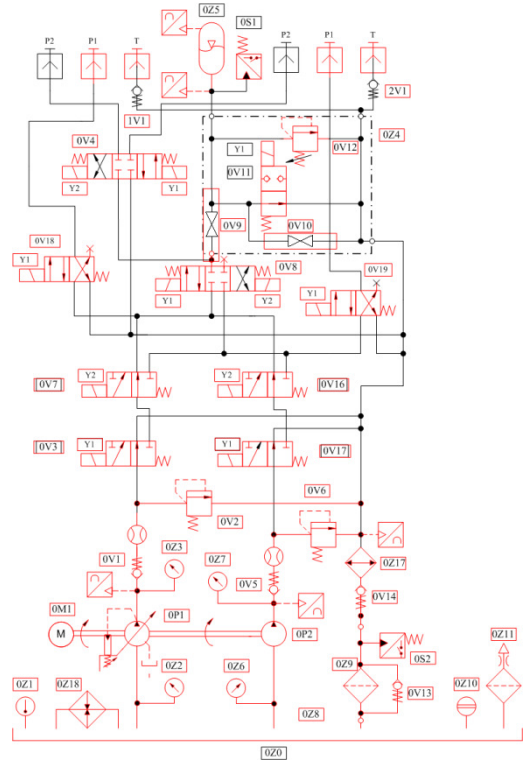 0Z5
P2 P1 T 0S1 P2 P1 T
1V1 2V1
0V4 Y1 0V12 0Z4
0V11
Y2 Y1
0V9 0V10
0V18 0V8 0V19
Y1 Y1 Y2 Y1
0V7 Y2 Y2 0V16
0V3 Y1 Y1 0V17
0V6
0V2
0V1 0Z3 0Z7 0V5 0Z17
0V14
0M1 0P1
M 0P2 0S2 0Z11
0Z1 0Z18 0Z2 0Z6 0Z9 0Z10
0V13
0Z8
0Z0